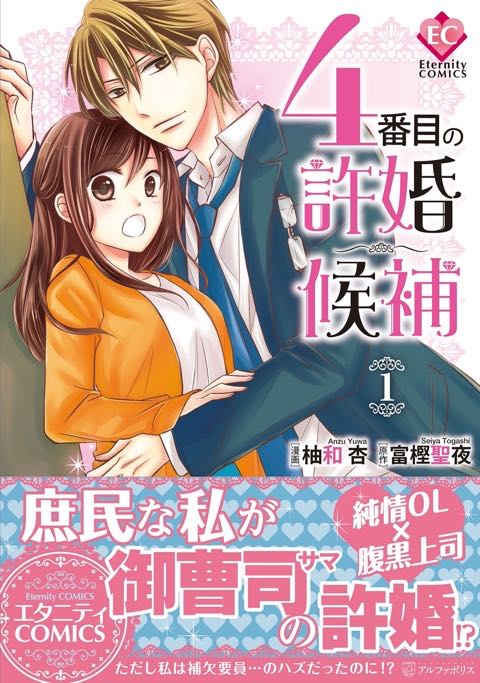 EC
Eternity
COMICS
4番目の
許婚
候補
1
Anzu Yuwa
[漫画]柚和 杏
Seiya Togashi
[原作]富樫聖夜
庶民な私が
御曹司サマ
の許婚!?
純情OL
×
腹黒上司
Eternity COMICS
エタニティ
COMICS
ただし私は補欠要員…のハズだったのに!?
アルファポリス